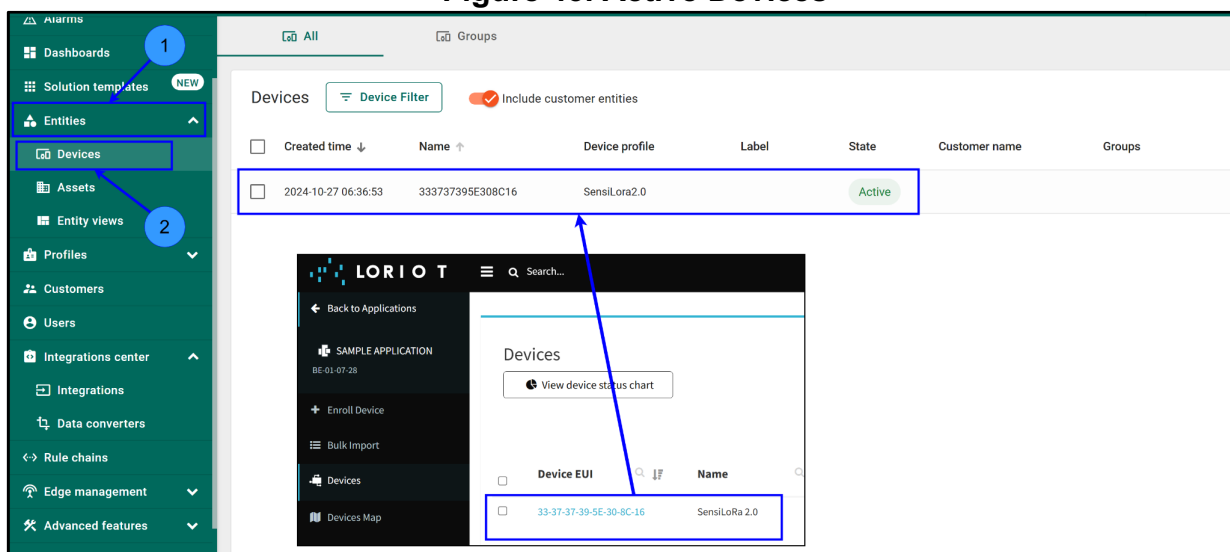 Alarms
Dashboards
1
Solution templates NEW
Entities
Devices
Assets
Entity views
2
Profiles
Customers
Users
Integrations center
Integrations
Data converters
Rule chains
Edge management
Advanced features
All Groups
Devices Device Filter Include customer entities
Created time Name Device profile Label State Customer name Groups
2024-10-27 06:36:53 333737395E308C16 SensiLora2.0 Active
LORIOT Search...
Back to Applications
SAMPLE APPLICATION
BE-01-07-28
Enroll Device
Bulk Import
Devices
Devices Map
Devices
View device status chart
Device EUI Name
33-37-37-39-5E-30-8C-16 SensiLoRa 2.0